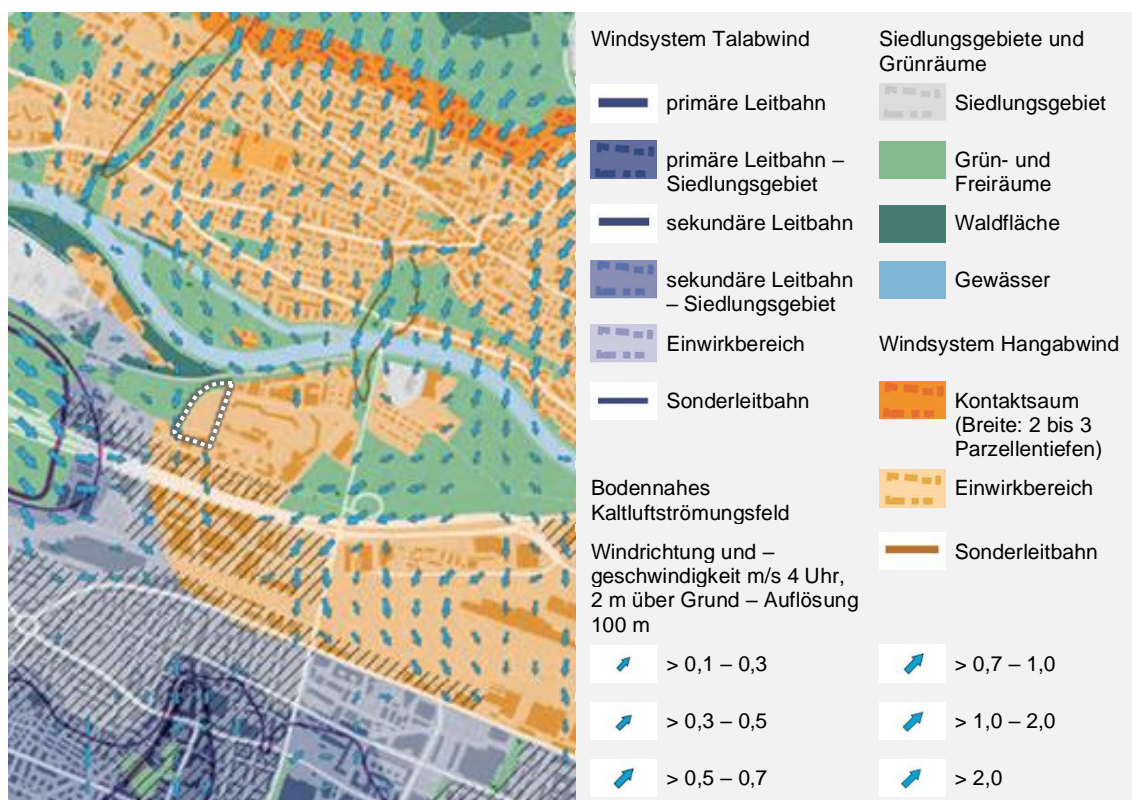 Windsystem Talabwind
primäre Leitbahn
primäre Leitbahn –
Siedlungsgebiet
sekundäre Leitbahn
sekundäre Leitbahn
– Siedlungsgebiet
Einwirkbereich
Sonderleitbahn
Bodennahes
Kaltluftströmungsfeld
Windrichtung und –
geschwindigkeit m/s 4 Uhr,
2 m über Grund – Auflösung
100 m
> 0,1 – 0,3
> 0,3 – 0,5
> 0,5 – 0,7
Siedlungsgebiete und
Grünräume
Siedlungsgebiet
Grün- und
Freiräume
Waldfläche
Gewässer
Windsystem Hangabwind
Kontaktsaum
(Breite: 2 bis 3
Parzellentiefen)
Einwirkbereich
Sonderleitbahn
> 0,7 – 1,0
> 1,0 – 2,0
> 2,0